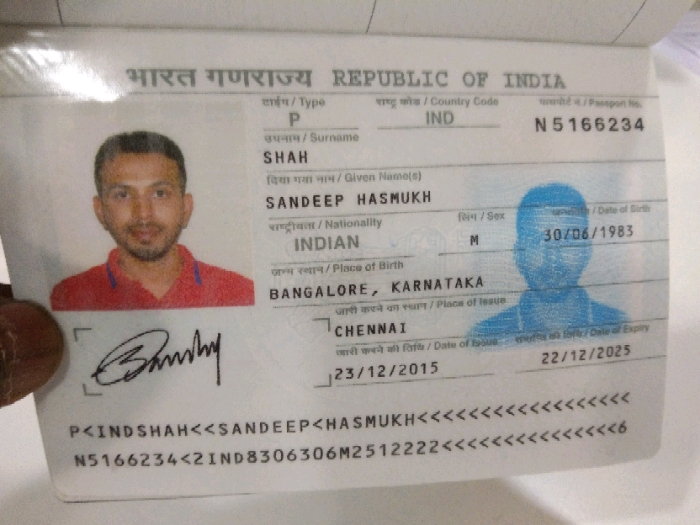 भारत गणराज्य REPUBLIC OF INDIA
टाईप / Type राष्ट्र कोड / Country Code पासपोर्ट नं. / Passport No.
P IND N5166234
उपनाम / Surname
SHAH
दिया गया नाम / Given Name(s)
SANDEEP HASMUKH
राष्ट्रीयता / Nationality लिंग / Sex जन्मतिथि / Date of Birth
INDIAN M 30/06/1983
जन्म स्थान / Place of Birth
BANGALORE, KARNATAKA
जारी करने का स्थान / Place of Issue
CHENNAI
जारी करने की तिथि / Date of Issue समाप्ति की तिथि / Date of Expiry
23/12/2015 22/12/2025
P<INDSHAH<<SANDEEP<HASMUKH<<<<<<<<<<<<<<<<<<
N5166234<2IND8306306M2512222<<<<<<<<<<<<<<<6